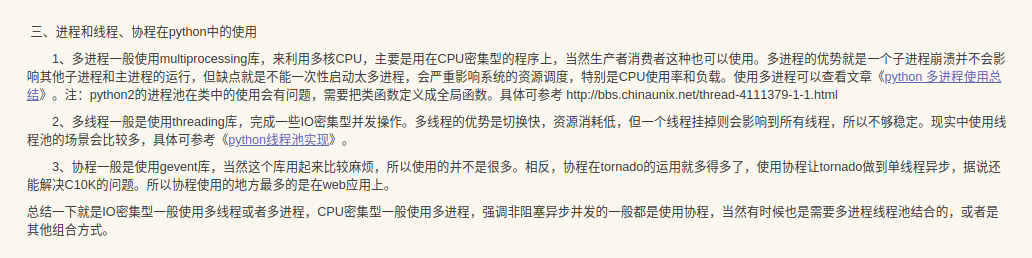 三、进程和线程、协程在python中的使用
1、多进程一般使用multiprocessing库，来利用多核CPU，主要是用在CPU密集型的程序上，当然生产者消费者这种也可以使用。多进程的优势就是一个子进程崩溃并不会影
响其他子进程和主进程的运行，但缺点就是不能一次性启动太多进程，会严重影响系统的资源调度，特别是CPU使用率和负载。使用多进程可以查看文章《python 多进程使用总
结》。注：python2的进程池在类中的使用会有问题，需要把类函数定义成全局函数。具体可参考 http://bbs.chinaunix.net/thread-4111379-1-1.html
2、多线程一般是使用threading库，完成一些IO密集型并发操作。多线程的优势是切换快，资源消耗低，但一个线程挂掉则会影响到所有线程，所以不够稳定。现实中使用线
程池的场景会比较多，具体可参考《python线程池实现》。
3、协程一般是使用gevent库，当然这个库用起来比较麻烦，所以使用的并不是很多。相反，协程在tornado的运用就多得多了，使用协程让tornado做到单线程异步，据说还
能解决C10K的问题。所以协程使用的地方最多的是在web应用上。
总结一下就是IO密集型一般使用多线程或者多进程，CPU密集型一般使用多进程，强调非阻塞异步并发的一般都是使用协程，当然有时候也是需要多进程线程池结合的，或者是
其他组合方式。